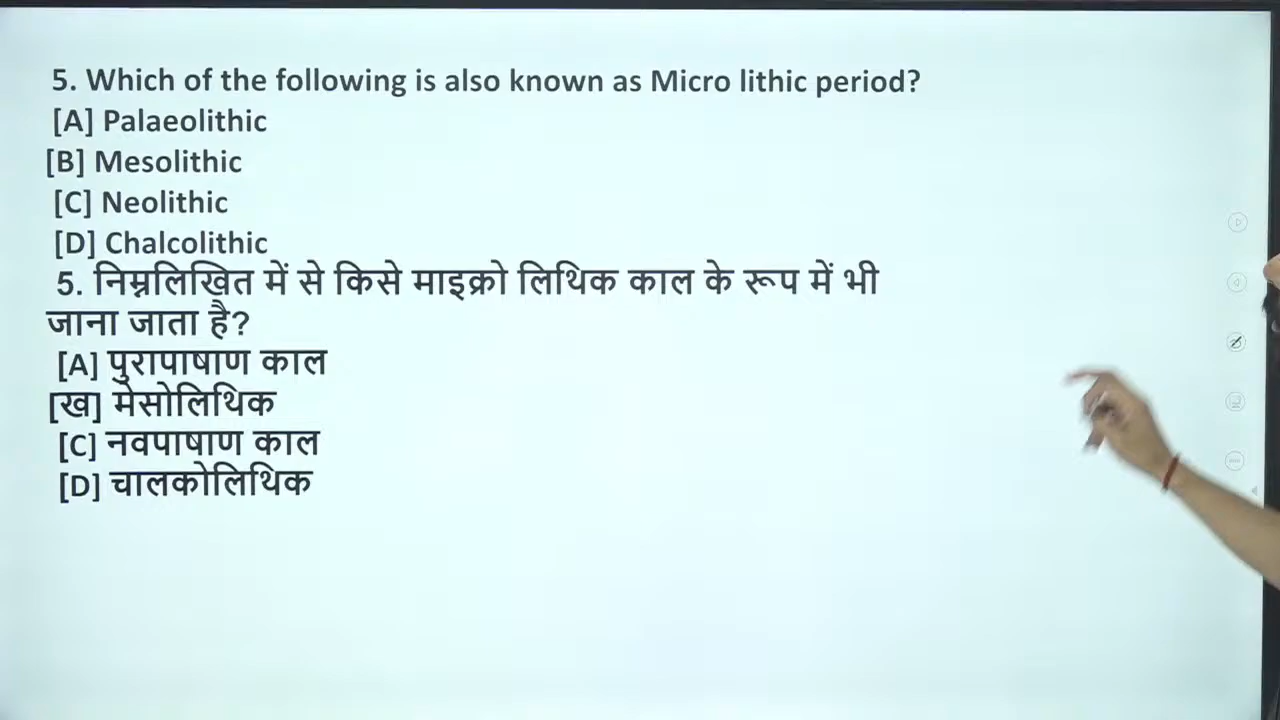 5. Which of the following is also known as Micro lithic period?
[A] Palaeolithic
[B] Mesolithic
[C] Neolithic
[D] Chalcolithic
5. निम्नलिखित में से किसे माइक्रो लिथिक काल के रूप में भी
जाना जाता है?
[A] पुरापाषाण काल
[ख] मेसोलिथिक
[C] नवपाषाण काल
[D] चालकोलिथिक